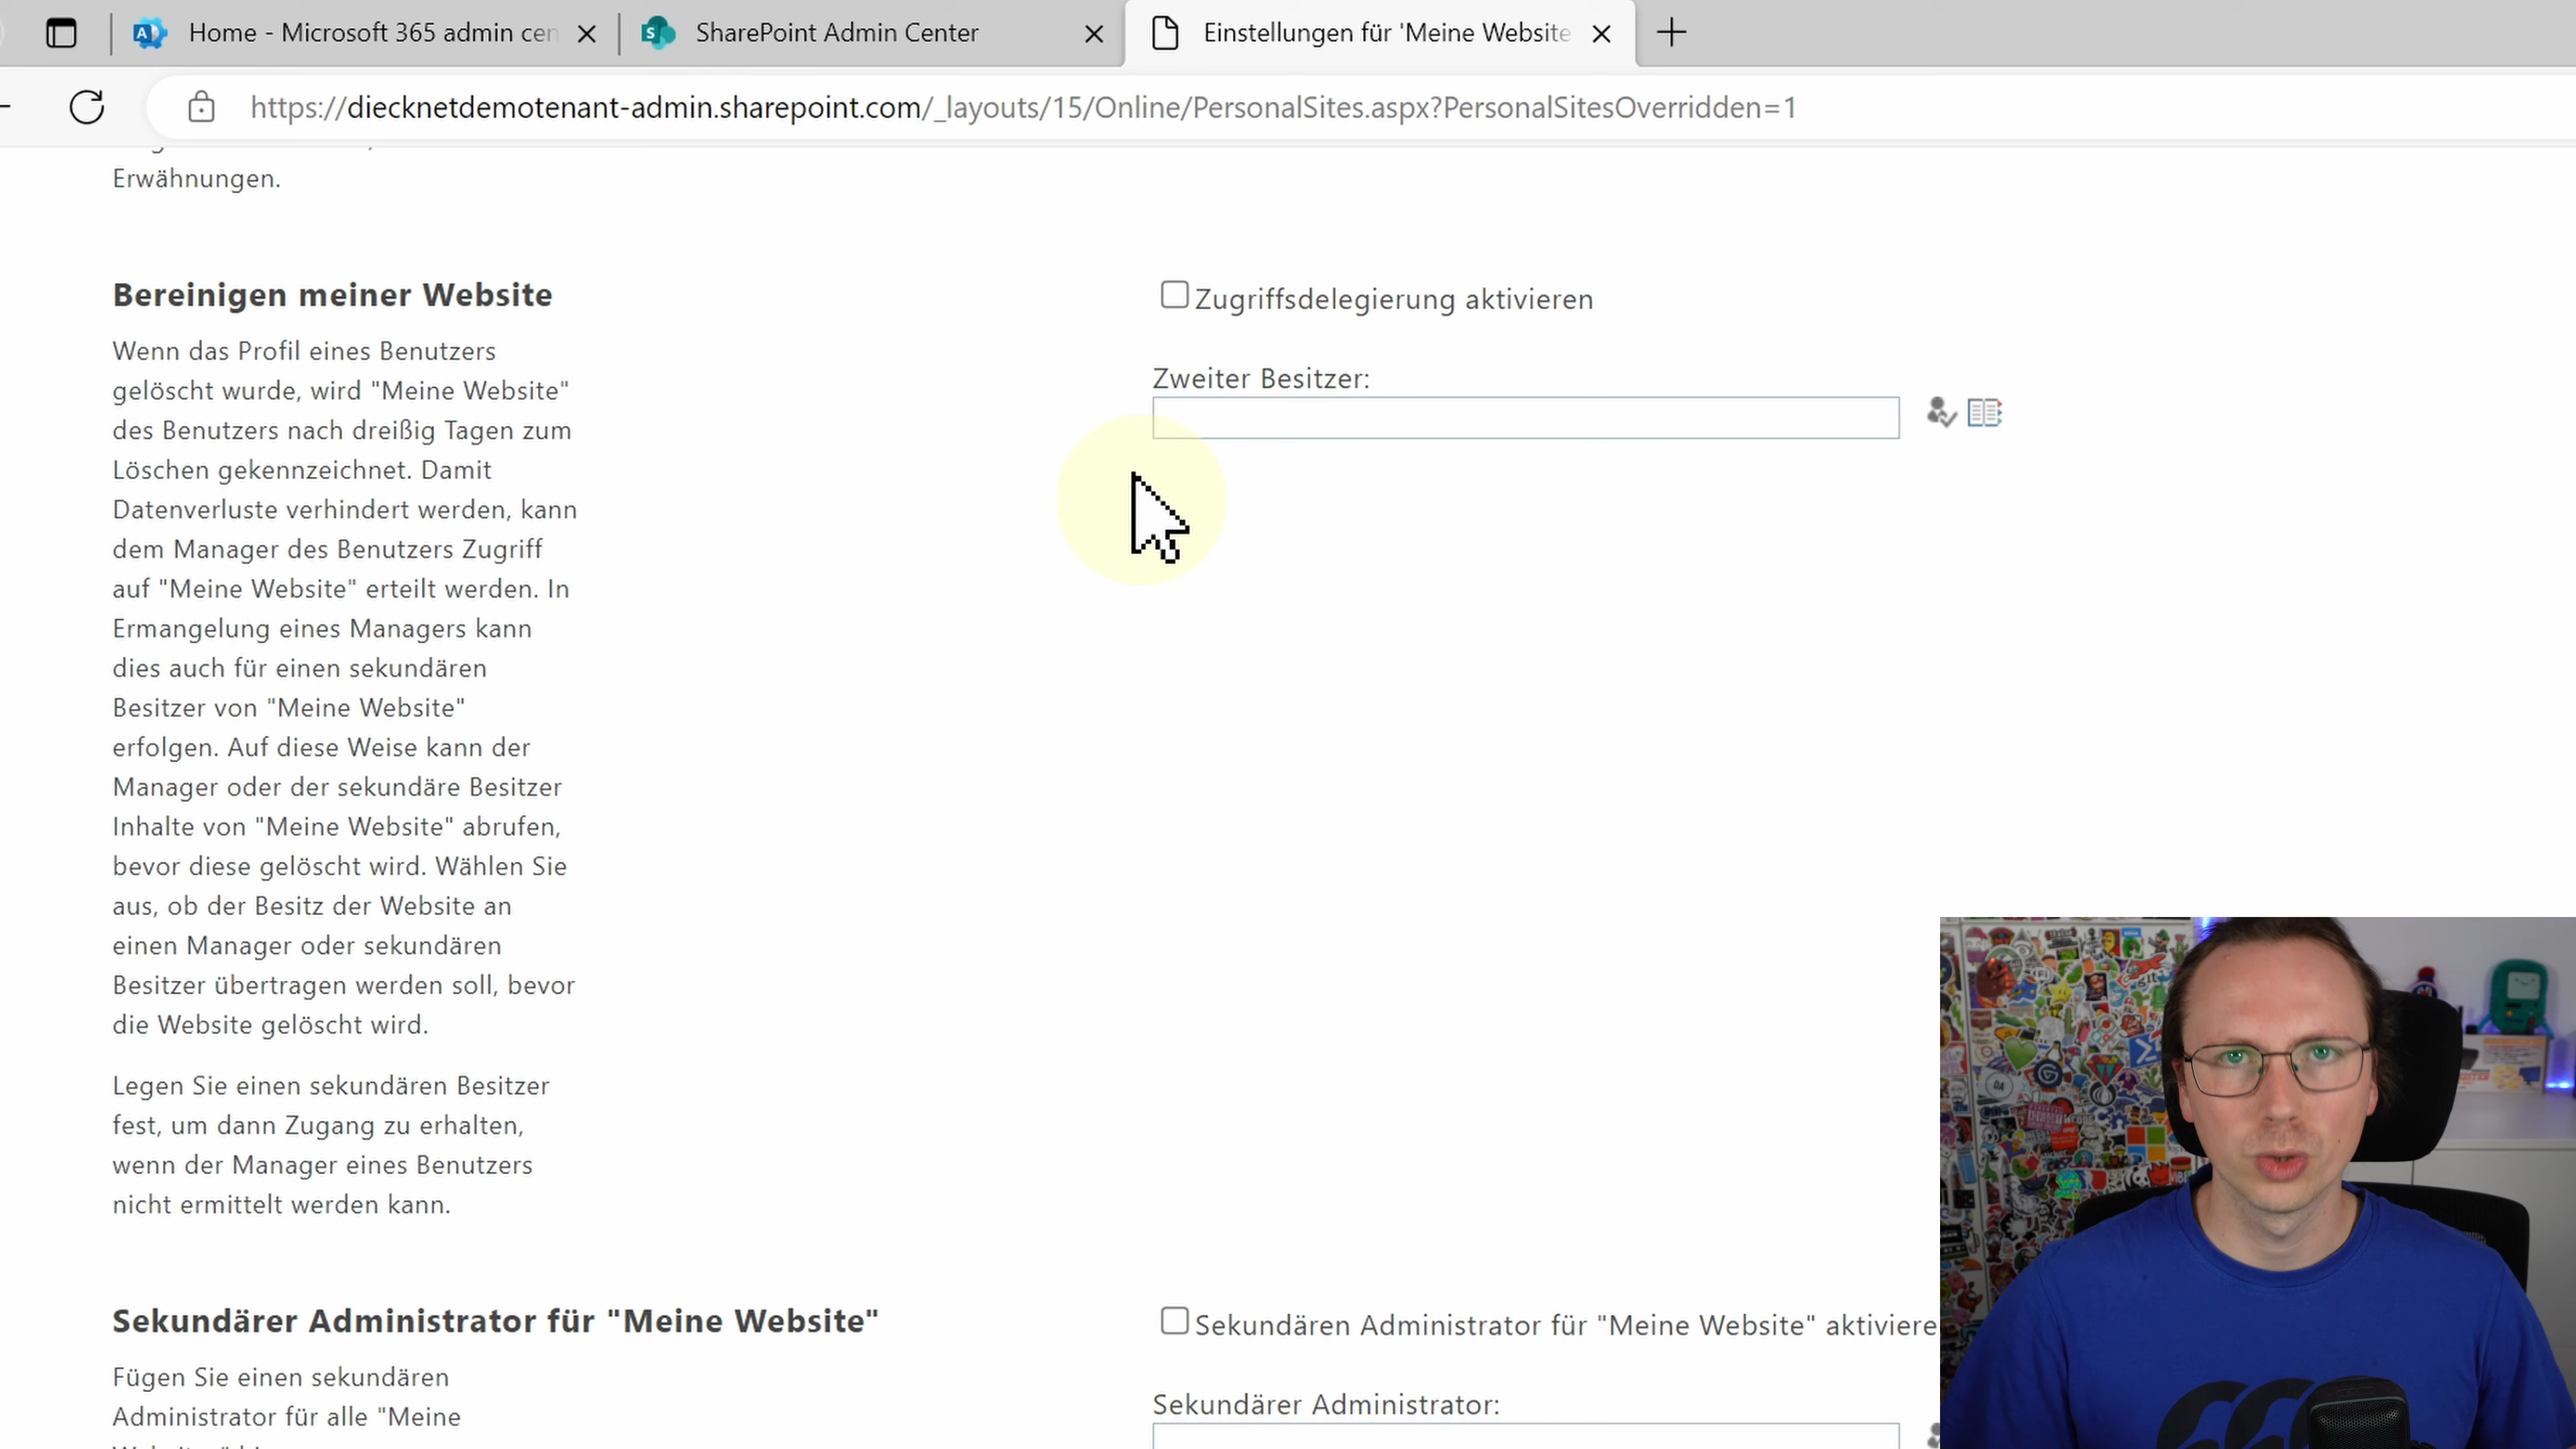 Home - Microsoft 365 admin cen
SharePoint Admin Center
Einstellungen für 'Meine Website
https://diecknetdemotenant-admin.sharepoint.com/_layouts/15/Online/PersonalSites.aspx?PersonalSitesOverridden=1
Erwähnungen.
Bereinigen meiner Website
Wenn das Profil eines Benutzers
gelöscht wurde, wird "Meine Website"
des Benutzers nach dreißig Tagen zum
Löschen gekennzeichnet. Damit
Datenverluste verhindert werden, kann
dem Manager des Benutzers Zugriff
auf "Meine Website" erteilt werden. In
Ermangelung eines Managers kann
dies auch für einen sekundären
Besitzer von "Meine Website"
erfolgen. Auf diese Weise kann der
Manager oder der sekundäre Besitzer
Inhalte von "Meine Website" abrufen,
bevor diese gelöscht wird. Wählen Sie
aus, ob der Besitz der Website an
einen Manager oder sekundären
Besitzer übertragen werden soll, bevor
die Website gelöscht wird.
Legen Sie einen sekundären Besitzer
fest, um dann Zugang zu erhalten,
wenn der Manager eines Benutzers
nicht ermittelt werden kann.
Zugriffsdelegierung aktivieren
Zweiter Besitzer:
Sekundärer Administrator für "Meine Website"
Fügen Sie einen sekundären
Administrator für alle "Meine
Sekundären Administrator für "Meine Website" aktiviere
Sekundärer Administrator: